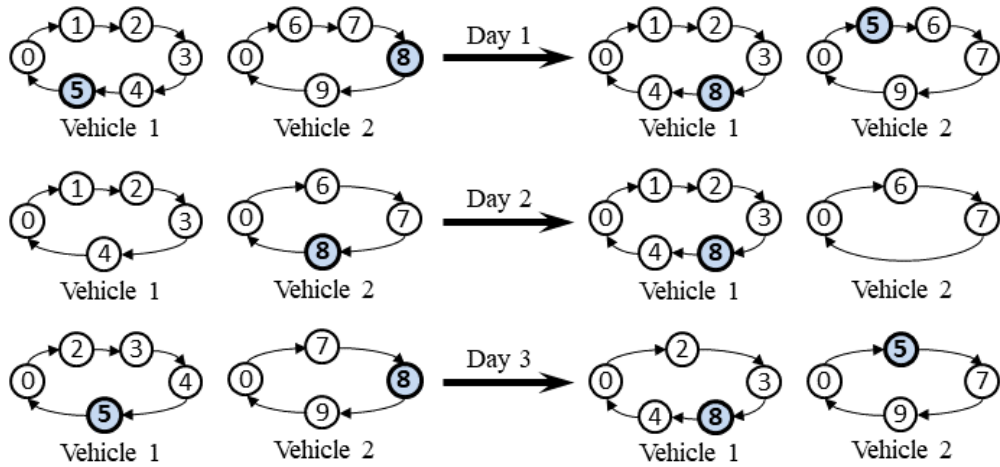 1 2 6 7 Day 1 1 2 5 6
0 3 0 8 0 3 0 7
5 4 9 4 8 9
Vehicle 1 Vehicle 2 Vehicle 1 Vehicle 2
1 2 6 Day 2 1 2 6
0 3 0 7 0 3 0 7
4 8 4 8
Vehicle 1 Vehicle 2 Vehicle 1 Vehicle 2
2 3 7 Day 3 2 5
0 4 0 8 0 3 0 7
5 9 4 8 9
Vehicle 1 Vehicle 2 Vehicle 1 Vehicle 2